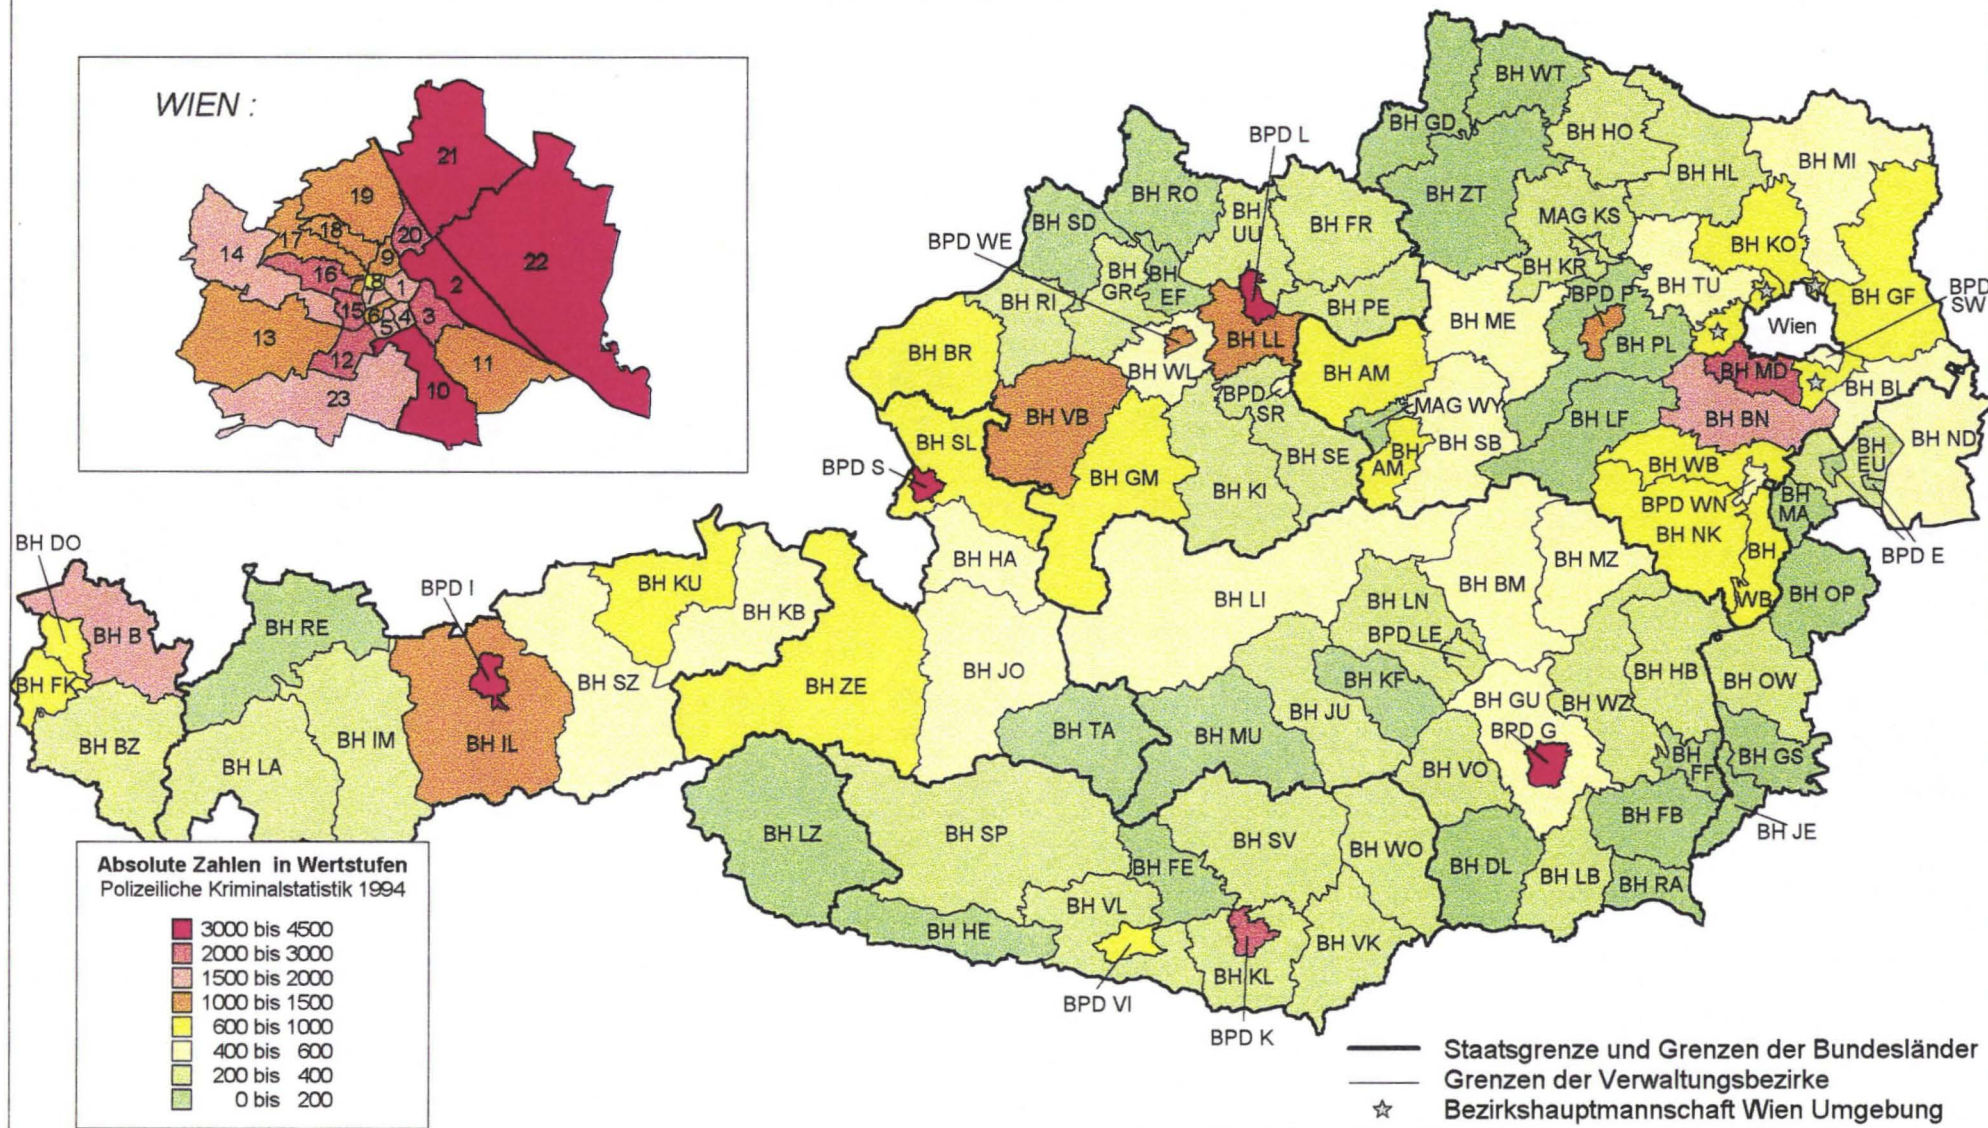 WIEN :
21
19
22
18
20
17
14
9
16
8
1
2
7
15
6
4
3
5
13
12
11
10
23
BH WT
BH GD
BH HO
BPD L
BH MI
BH HL
BH RO
BH ZT
BH
UU
MAG KS
BH SD
BH FR
BPD WE
BH KO
BH
GR
BH
EF
BH KR
BH TU
BPD P
BH RI
BH PE
BH GF
BPD
SW
BH ME
Wien
BH LL
BH PL
BH BR
BH WL
BH AM
BH MD
BH BL
BPD
SR
MAG WY
BH VB
BH LF
BH BN
BH SL
BH SB
BH
EU
BH ND
BH
AM
BH SE
BH WB
BPD S
BH GM
BH KI
BPD WN
BH
MA
BH NK
BH
WB
BPD E
BH DO
BH HA
BH MZ
BH KU
BH BM
BPD I
BH LI
BH LN
BH OP
BH KB
BH B
BH RE
BPD LE
BH JO
BH HB
BH FK
BH SZ
BH ZE
BH KF
BH OW
BH GU
BH WZ
BH JU
BH IM
BH IL
BH BZ
BH TA
BH MU
BPD G
BH LA
BH VO
BH
FF
BH GS
BH FB
BH LZ
BH SP
BH SV
BH WO
BH JE
BH FE
BH DL
BH LB
BH RA
BH VL
BH HE
BH VK
BH KL
BPD VI
BPD K
Absolute Zahlen in Wertstufen
Polizeiliche Kriminalstatistik 1994
3000 bis 4500
2000 bis 3000
1500 bis 2000
1000 bis 1500
600 bis 1000
400 bis 600
200 bis 400
0 bis 200
Staatsgrenze und Grenzen der Bundesländer
Grenzen der Verwaltungsbezirke
Bezirkshauptmannschaft Wien Umgebung